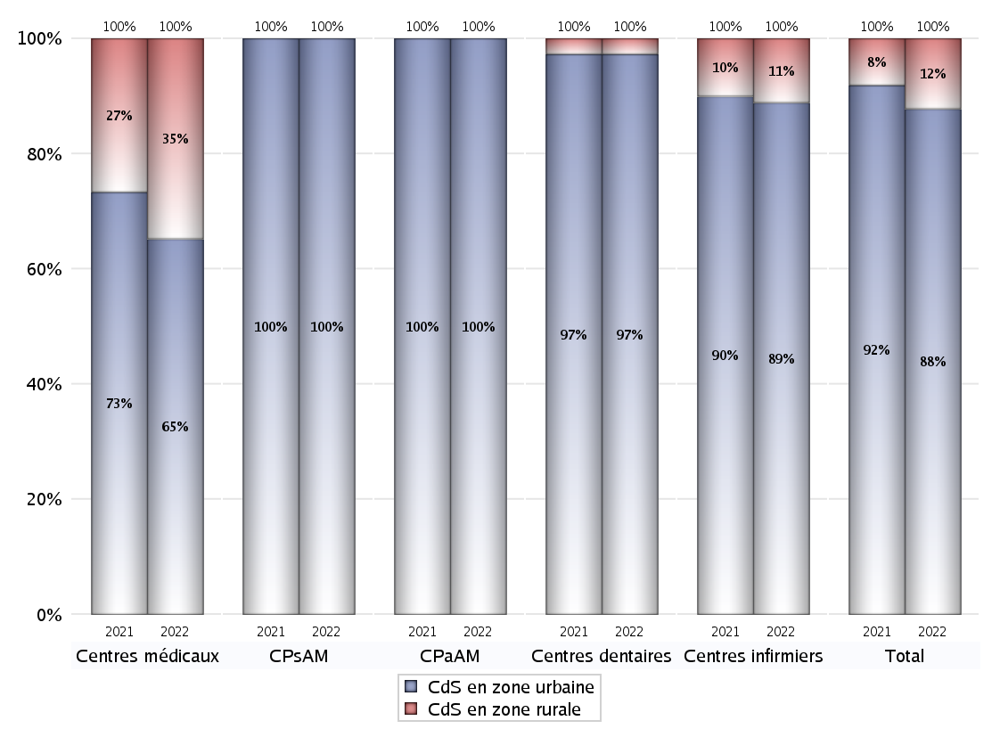 100% 100% 100% 100% 100% 100% 100% 100% 100% 100% 100% 100%
100%
80%
60%
40%
20%
0%
27% 35% 10% 11% 8% 12%
73% 65% 100% 100% 100% 100% 97% 97% 90% 89% 92% 88%
2021 2022 2021 2022 2021 2022 2021 2022 2021 2022 2021 2022
Centres médicaux CPsAM CPaAM Centres dentaires Centres infirmiers Total
CdS en zone urbaine
CdS en zone rurale